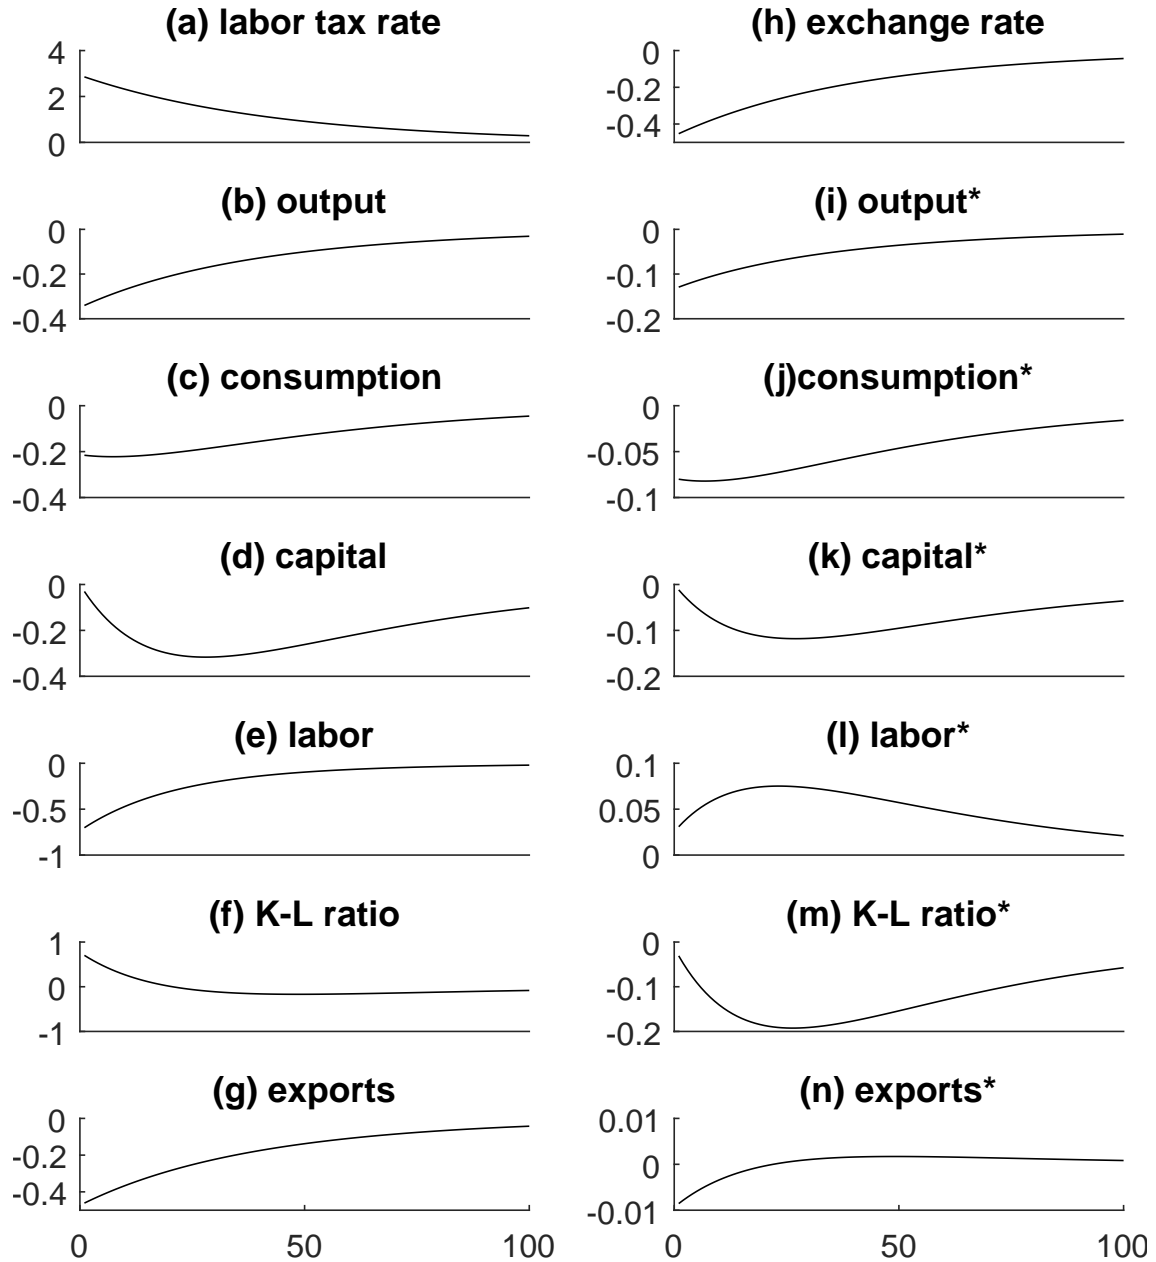 (a) labor tax rate
4
2
0
(h) exchange rate
0
-0.2
-0.4
(b) output
0
-0.2
-0.4
(i) output*
0
-0.1
-0.2
(c) consumption
0
-0.2
-0.4
(j)consumption*
0
-0.05
-0.1
(d) capital
0
-0.2
-0.4
(k) capital*
0
-0.1
-0.2
(e) labor
0
-0.5
-1
(l) labor*
0.1
0.05
0
(f) K-L ratio
1
0
-1
(m) K-L ratio*
0
-0.1
-0.2
(g) exports
0
-0.2
-0.4
0 50 100
(n) exports*
0.01
0
-0.01
0 50 100